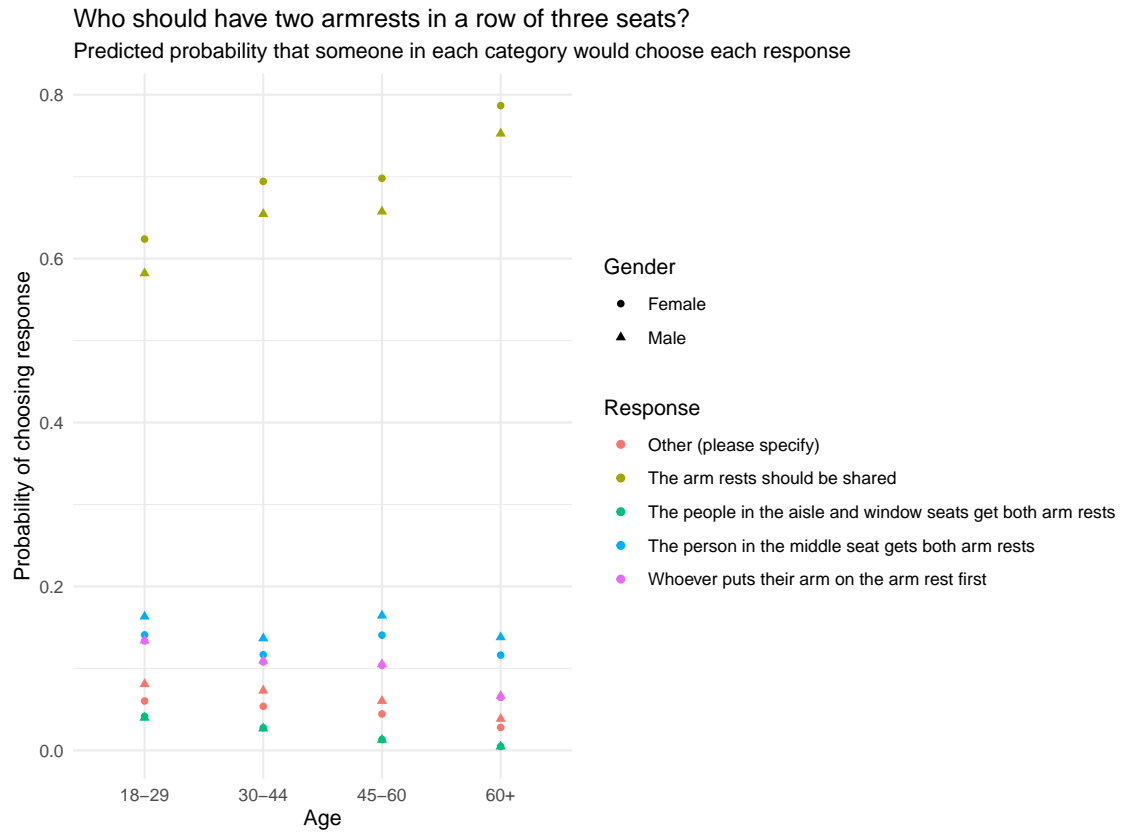 Who should have two armrests in a row of three seats?
Predicted probability that someone in each category would choose each response
Probability of choosing response
0.8
0.6
0.4
0.2
0.0
18–29
30–44
45–60
60+
Age
Gender
Female
Male
Response
Other (please specify)
The arm rests should be shared
The people in the aisle and window seats get both arm rests
The person in the middle seat gets both arm rests
Whoever puts their arm on the arm rest first